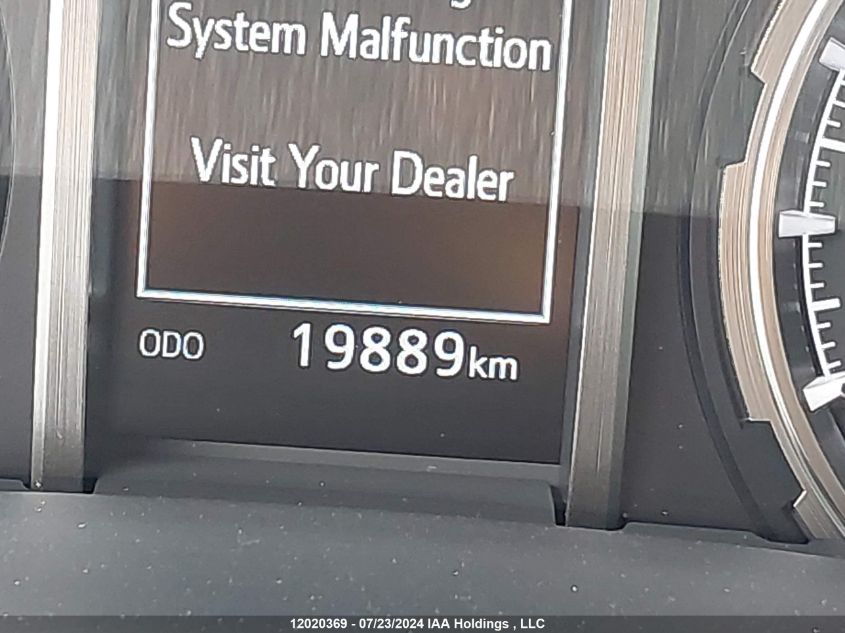 System Malfunction
Visit Your Dealer
ODO 19889km
12020369 - 07/23/2024 IAA Holdings , LLC